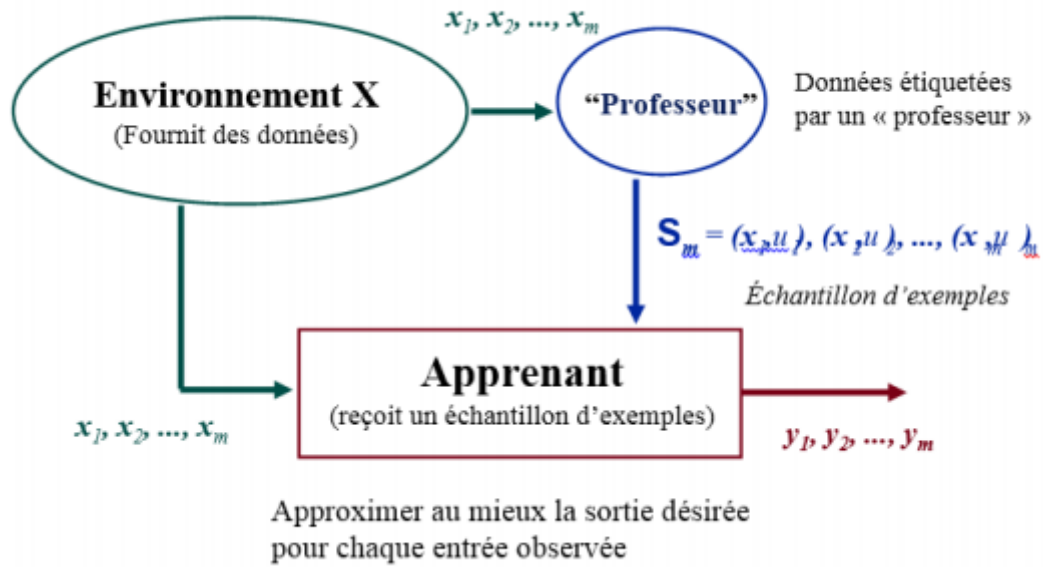 x1, x2, ..., xm
Environnement X
(Fournit des données)
“Professeur”
Données étiquetées
par un « professeur »
Sm = (x1,u1), (x2,u2), ..., (xm,um)
Échantillon d’exemples
Apprenant
(reçoit un échantillon d’exemples)
x1, x2, ..., xm
y1, y2, ..., ym
Approximer au mieux la sortie désirée
pour chaque entrée observée